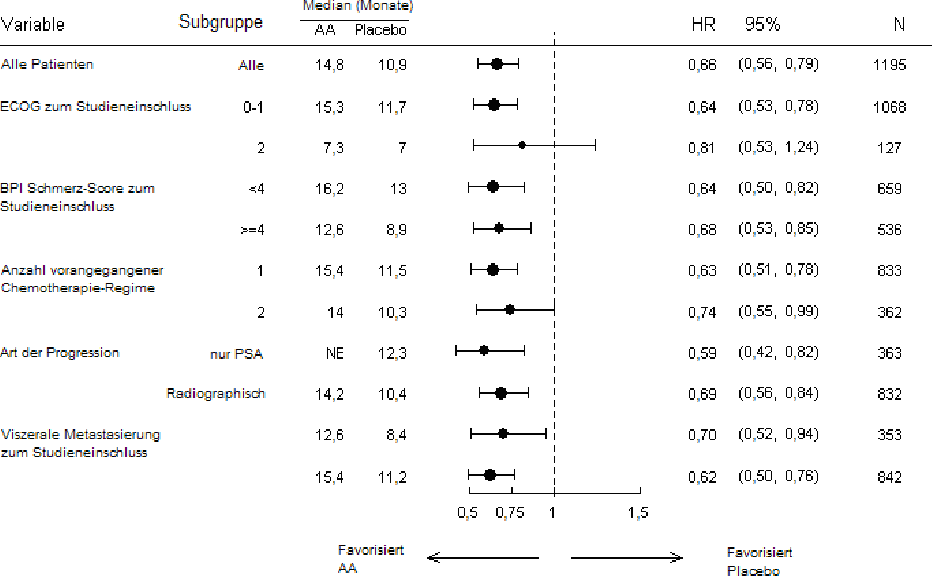 Median (Monate)
Variable Subgruppe AA Placebo HR 95% N
Alle Patienten Alle 14,8 10,9 0,66 (0,56, 0,79) 1195
ECOG zum Studieneinschluss 0-1 15,3 11,7 0,64 (0,53, 0,78) 1068
2 7,3 7 0,81 (0,53, 1,24) 127
BPI Schmerz-Score zum
Studieneinschluss
<4 16,2 13 0,64 (0,50, 0,82) 659
>=4 12,6 8,9 0,68 (0,53, 0,85) 536
Anzahl vorangegangener
Chemotherapie-Regime
1 15,4 11,5 0,63 (0,51, 0,78) 833
2 14 10,3 0,74 (0,55, 0,99) 362
Art der Progression nur PSA NE 12,3 0,59 (0,42, 0,82) 363
Radiographisch 14,2 10,4 0,69 (0,56, 0,84) 832
Viszerale Metastasierung
zum Studieneinschluss
12,6 8,4 0,70 (0,52, 0,94) 353
15,4 11,2 0,62 (0,50, 0,76) 842
0,5 0,75 1 1,5
Favorisiert
AA
Favorisiert
Placebo